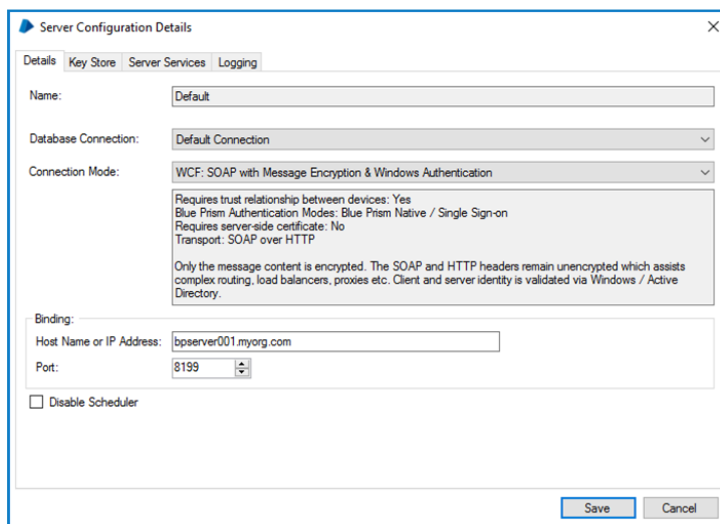 Server Configuration Details
Details Key Store Server Services Logging
Name: Default
Database Connection: Default Connection
Connection Mode: WCF: SOAP with Message Encryption & Windows Authentication
Requires trust relationship between devices: Yes
Blue Prism Authentication Modes: Blue Prism Native / Single Sign-on
Requires server-side certificate: No
Transport: SOAP over HTTP
Only the message content is encrypted. The SOAP and HTTP headers remain unencrypted which assists
complex routing, load balancers, proxies etc. Client and server identity is validated via Windows / Active
Directory.
Binding:
Host Name or IP Address: bpserver001.myorg.com
Port: 8199
Disable Scheduler
Save Cancel